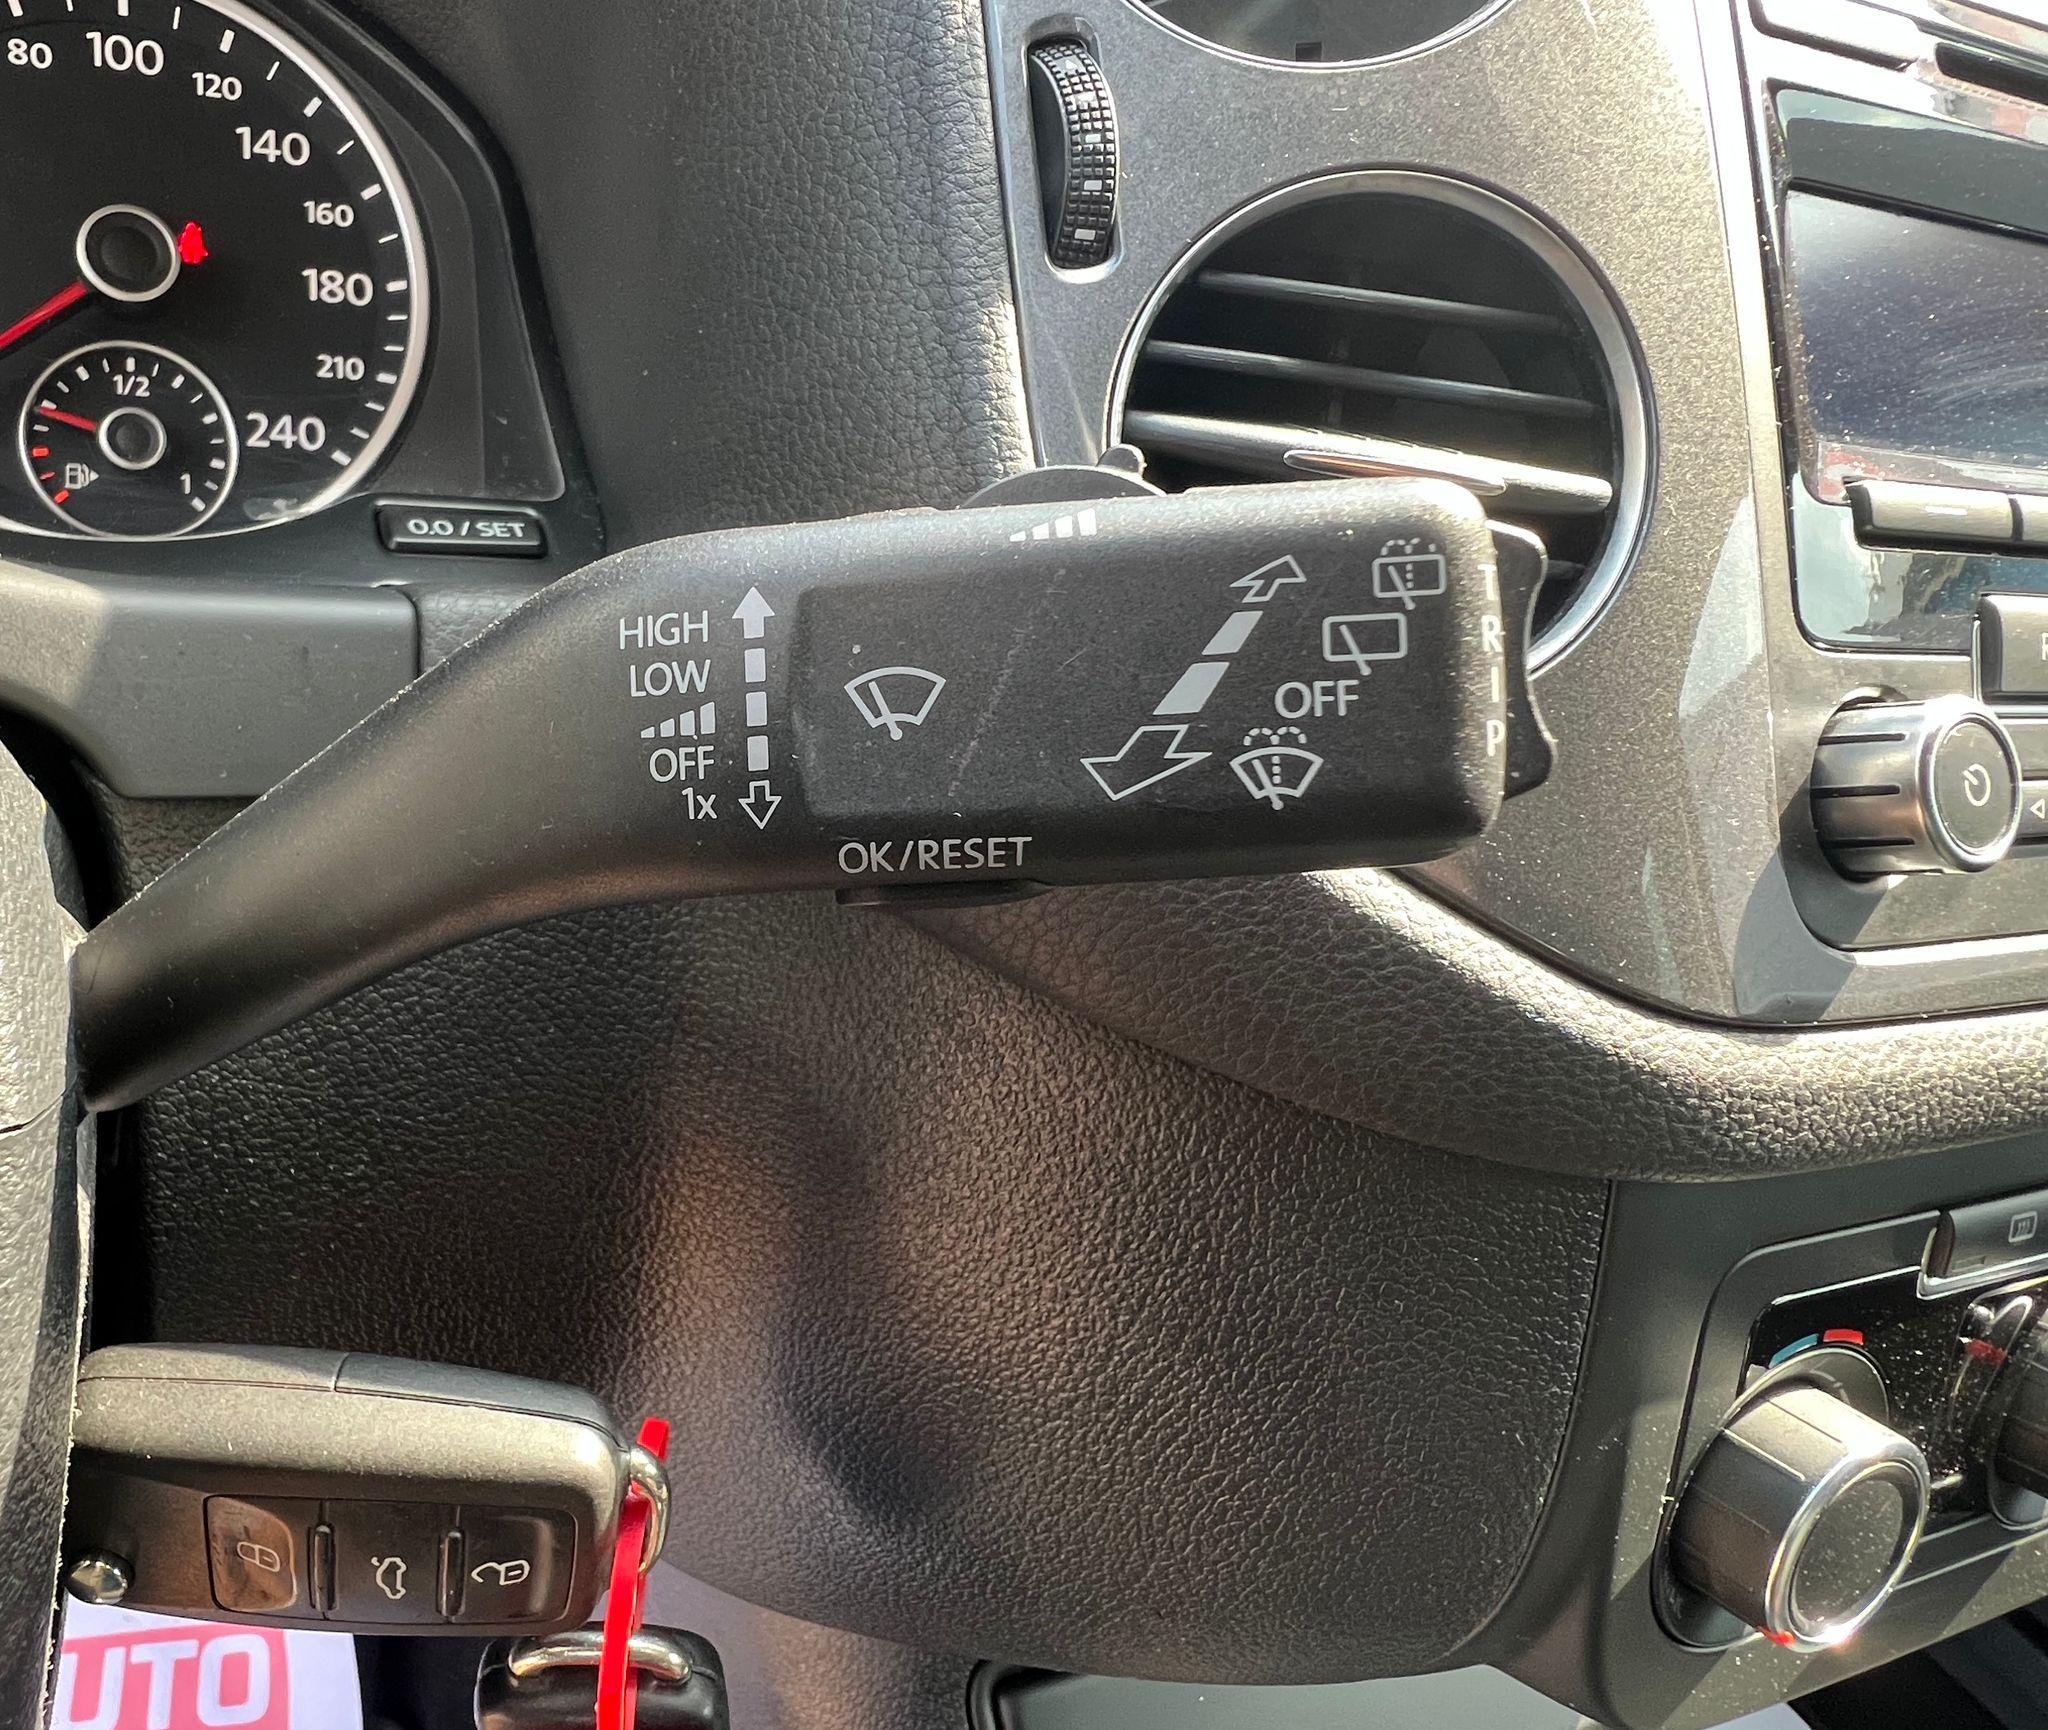 80
100
120
140
160
180
210
240
1/2
1
0.0 / SET
HIGH
LOW
OFF
1x
OFF
TRIP
OK/RESET
R
UTO